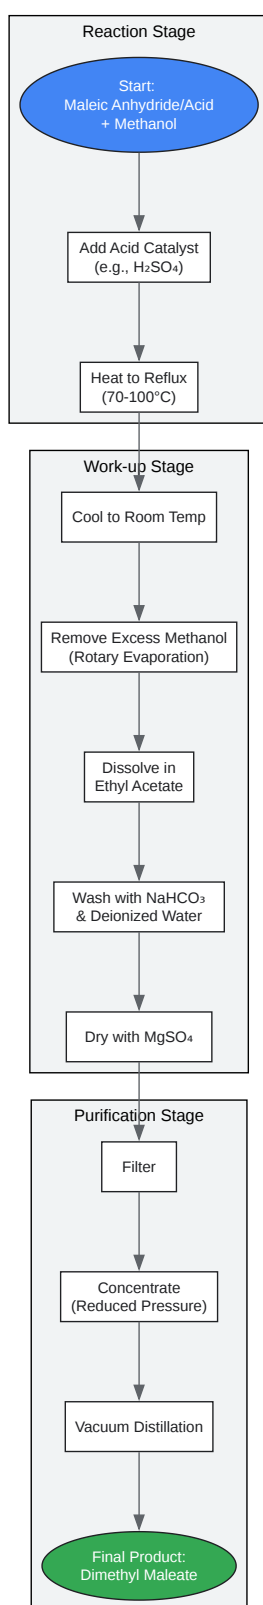 Reaction Stage
Start:
Maleic Anhydride/Acid
+ Methanol
Add Acid Catalyst
(e.g., H₂SO₄)
Heat to Reflux
(70-100°C)
Work-up Stage
Cool to Room Temp
Remove Excess Methanol
(Rotary Evaporation)
Dissolve in
Ethyl Acetate
Wash with NaHCO₃
& Deionized Water
Dry with MgSO₄
Purification Stage
Filter
Concentrate
(Reduced Pressure)
Vacuum Distillation
Final Product:
Dimethyl Maleate